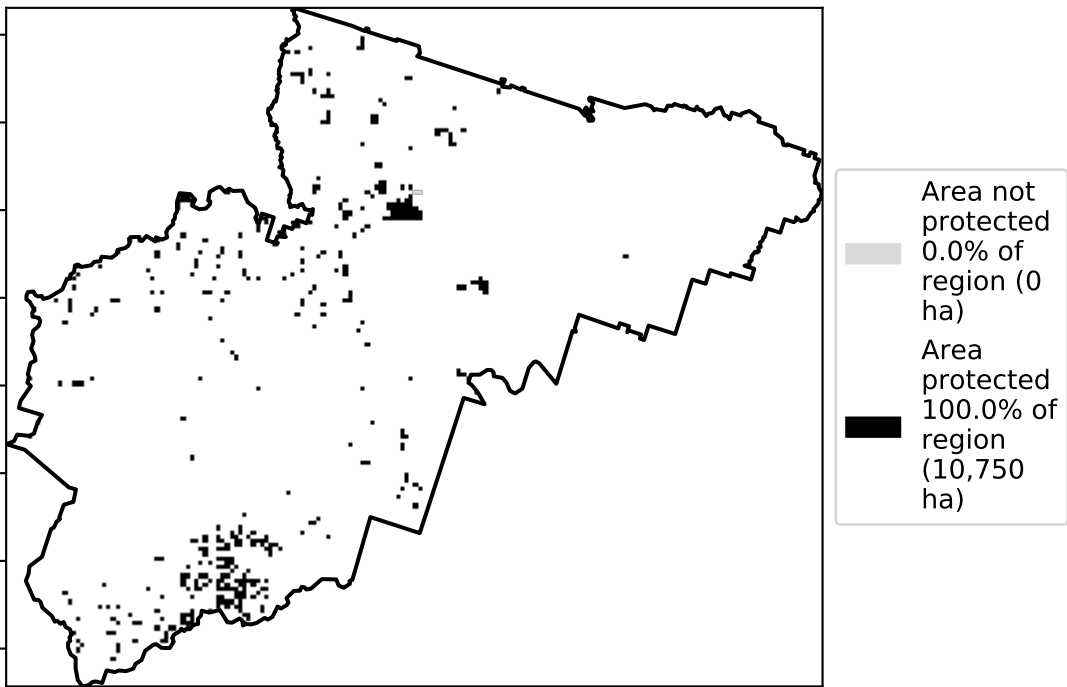 Area not
protected
0.0% of
region (0
ha)
Area
protected
100.0% of
region
(10,750
ha)